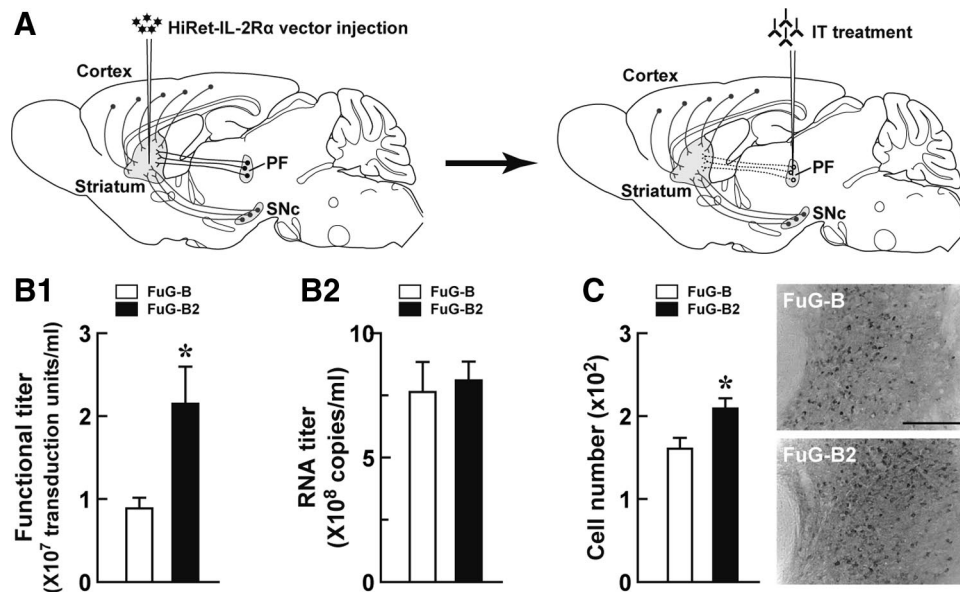 A
HiRet-IL-2Rα vector injection
Cortex
Striatum
PF
SNc
IT treatment
Cortex
Striatum
PF
SNc
B1
FuG-B
FuG-B2
Functional titer
(X10⁷ transduction units/ml)
3
2
1
0
*
B2
FuG-B
FuG-B2
RNA titer
(X10⁸ copies/ml)
10
5
0
C
FuG-B
FuG-B2
Cell number (x10²)
3
2
1
0
*
FuG-B
FuG-B2